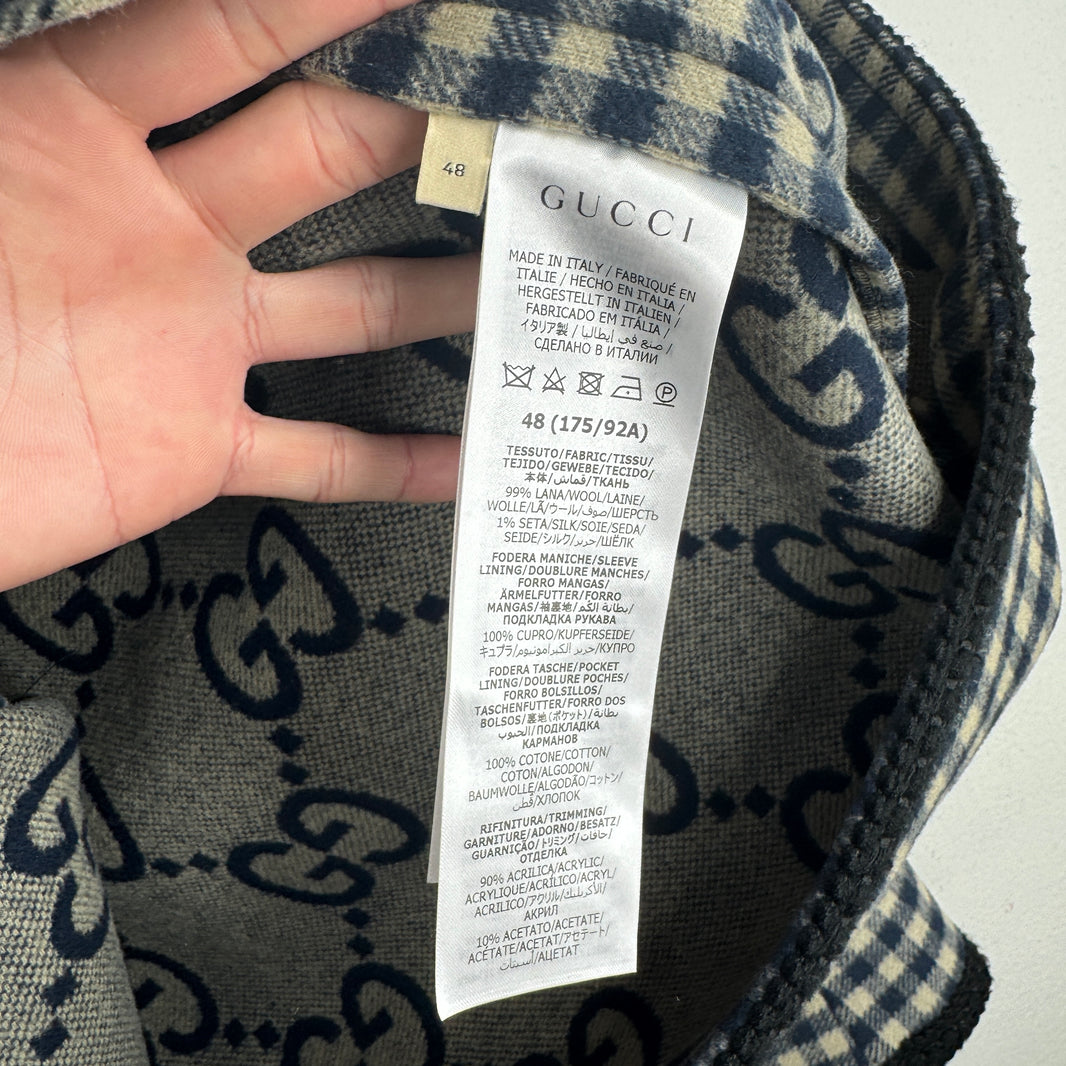 48
GUCCI
MADE IN ITALY / FABRIQUÉ EN
ITALIE / HECHO EN ITALIA /
HERGESTELLT IN ITALIEN /
FABRICADO EM ITÁLIA /
イタリア製 / صنع في إيطاليا /
СДЕЛАНО В ИТАЛИИ
P
48 (175/92A)
TESSUTO/FABRIC/TISSU/
TEJIDO/GEWEBE/TECIDO/
本体/قماش/ТКАНЬ
99% LANA/WOOL/LAINE/
WOLLE/LÃ/ウール/صوف/ШЕРСТЬ
1% SETA/SILK/SOIE/SEDA/
SEIDE/シルク/حرير/ШЁЛК
FODERA MANICHE/SLEEVE
LINING/DOUBLURE MANCHES/
FORRO MANGAS/
ÄRMELFUTTER/FORRO
MANGAS/袖裏地/بطانة الكم/
ПОДКЛАДКА РУКАВА
100% CUPRO/KUPFERSEIDE/
キュプラ/حرير الكبرامونيوم/КУПРО
FODERA TASCHE/POCKET
LINING/DOUBLURE POCHES/
FORRO BOLSILLOS/
TASCHENFUTTER/FORRO DOS
BOLSOS/裏地(ポケット)/بطانة
الجيوب/ПОДКЛАДКА
КАРМАНОВ
100% COTONE/COTTON/
COTON/ALGODON/
BAUMWOLLE/ALGODÃO/コットン/
قطن/ХЛОПОК
RIFINITURA/TRIMMING/
GARNITURE/ADORNO/BESATZ/
GUARNIÇÃO/トリミング/حافات/
ОТДЕЛКА
90% ACRILICA/ACRYLIC/
ACRYLIQUE/ACRÍLICO/ACRYL/
ACRILICO/アクリル/الأكريليك/
АКРИЛ
10% ACETATO/ACETATE/
ACÉTATE/ACETAT/アセテート/
أسيتات/АЦЕТАТ